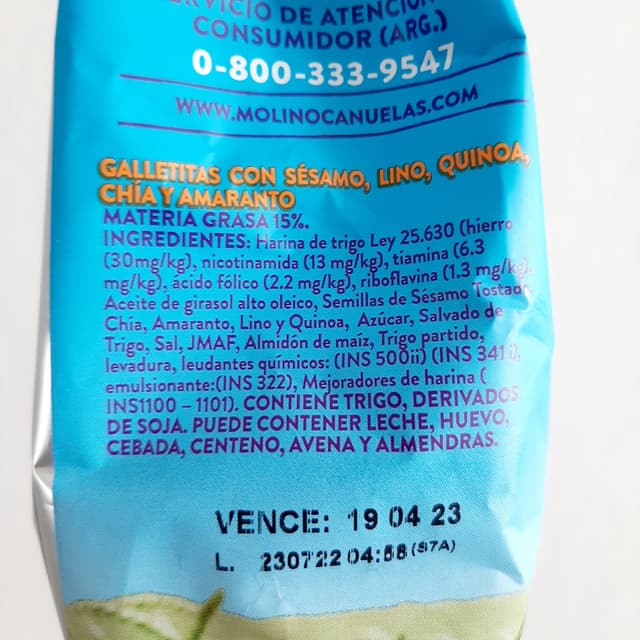 SERVICIO DE ATENCIÓN
CONSUMIDOR (ARG.)
0-800-333-9547
WWW.MOLINOCANUELAS.COM
GALLETITAS CON SÉSAMO, LINO, QUINOA,
CHÍA Y AMARANTO
MATERIA GRASA 15%.
INGREDIENTES: Harina de trigo Ley 25.630 (hierro
(30mg/kg), nicotinamida (13 mg/kg), tiamina (6.3
mg/kg), ácido fólico (2.2 mg/kg), riboflavina (1.3 mg/kg).
Aceite de girasol alto oleico, Semillas de Sésamo Tostado,
Chía, Amaranto, Lino y Quinoa, Azúcar, Salvado de
Trigo, Sal, JMAF, Almidón de maíz, Trigo partido,
levadura, leudantes químicos: (INS 500ii) (INS 341 i),
emulsionante:(INS 322), Mejoradores de harina (
INS1100 – 1101). CONTIENE TRIGO, DERIVADOS
DE SOJA. PUEDE CONTENER LECHE, HUEVO,
CEBADA, CENTENO, AVENA Y ALMENDRAS.
VENCE: 19 04 23
L. 230722 04:58 (S7A)